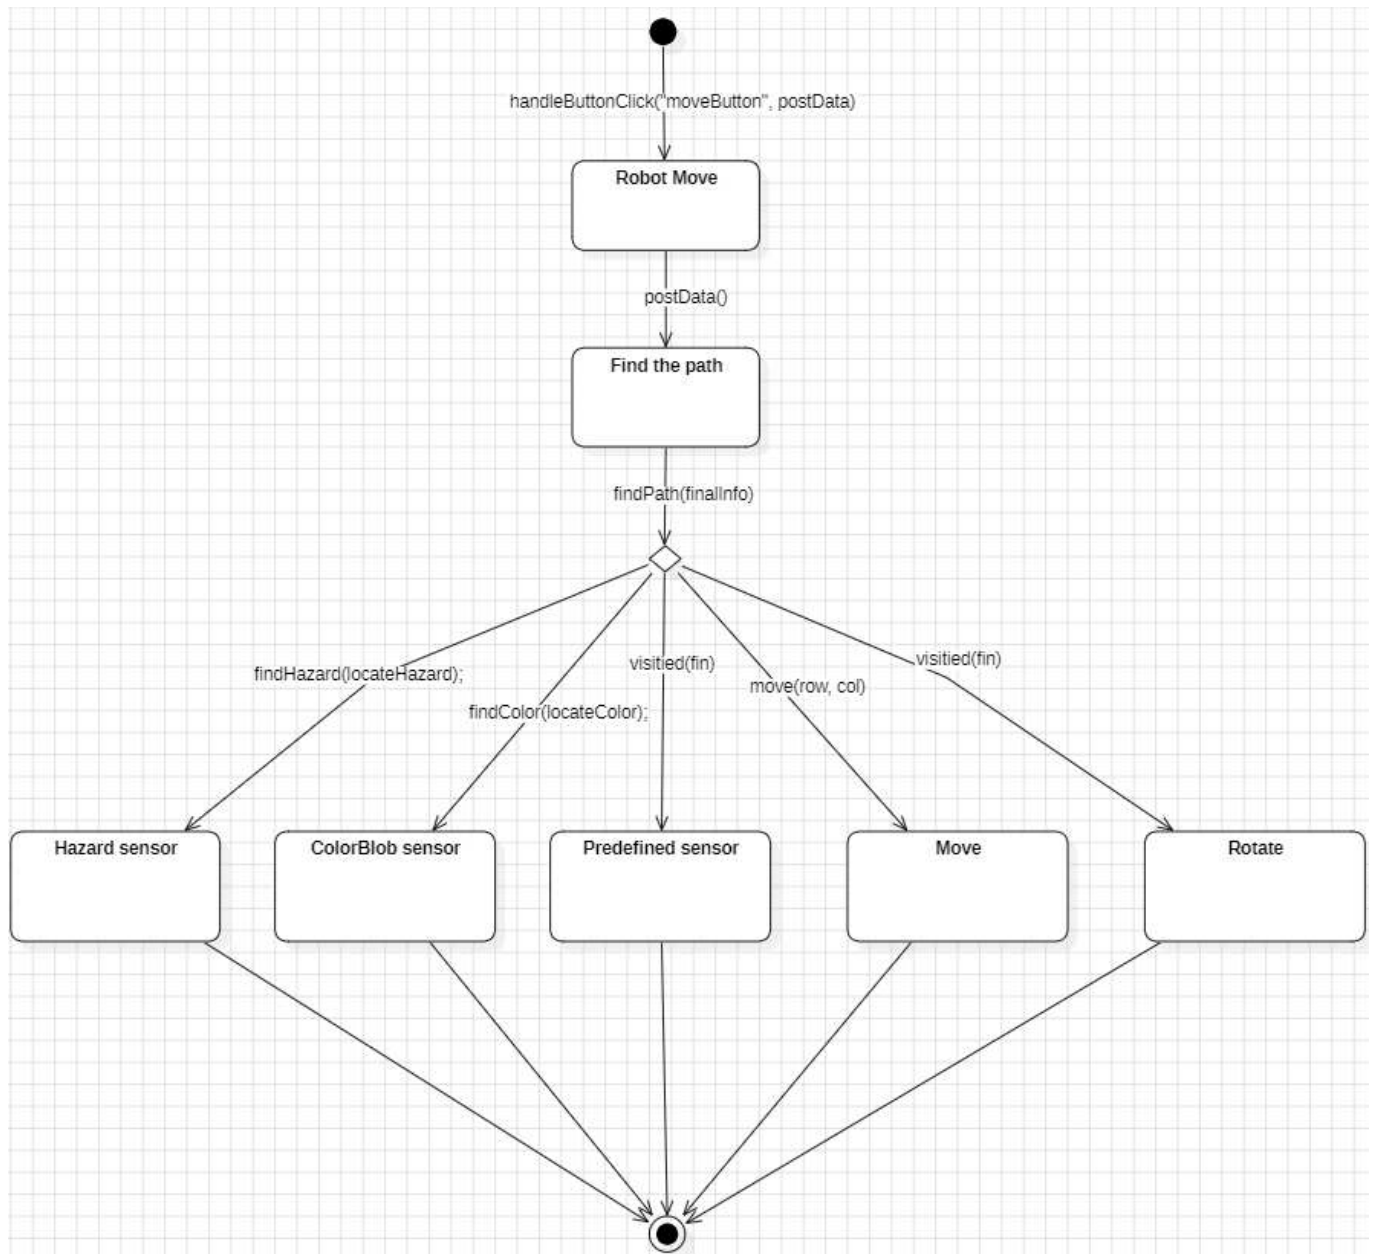 handleButtonClick("moveButton", postData)
Robot Move
postData()
Find the path
findPath(finalInfo)
visitied(fin)
visitied(fin)
findHazard(locateHazard);
move(row, col)
findColor(locateColor);
Hazard sensor
ColorBlob sensor
Predefined sensor
Move
Rotate